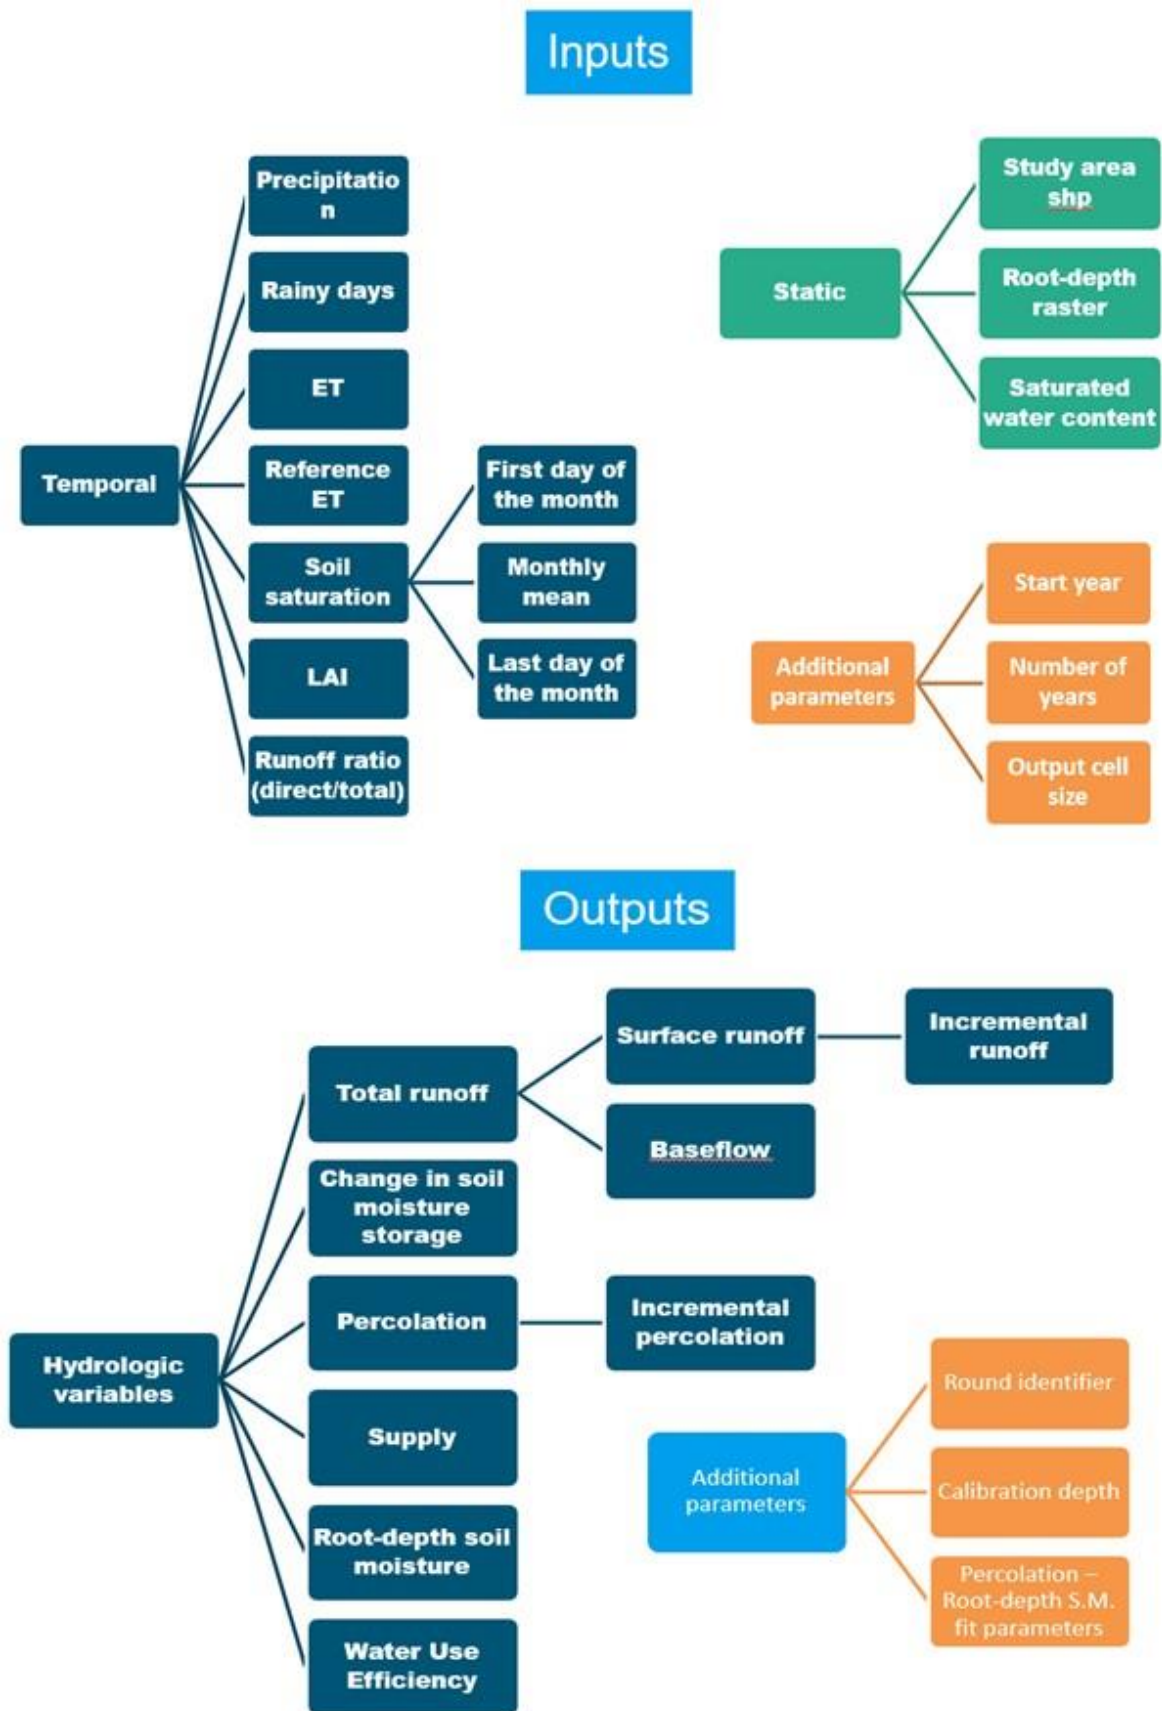 Inputs
Temporal
Precipitatio
n
Rainy days
ET
Reference
ET
Soil
saturation
LAI
Runoff ratio
(direct/total)
First day of
the month
Monthly
mean
Last day of
the month
Static
Study area
shp
Root-depth
raster
Saturated
water content
Additional
parameters
Start year
Number of
years
Output cell
size
Outputs
Hydrologic
variables
Total runoff
Surface runoff
Incremental
runoff
Baseflow
Change in soil
moisture
storage
Percolation
Incremental
percolation
Supply
Root-depth soil
moisture
Water Use
Efficiency
Additional
parameters
Round identifier
Calibration depth
Percolation –
Root-depth S.M.
fit parameters